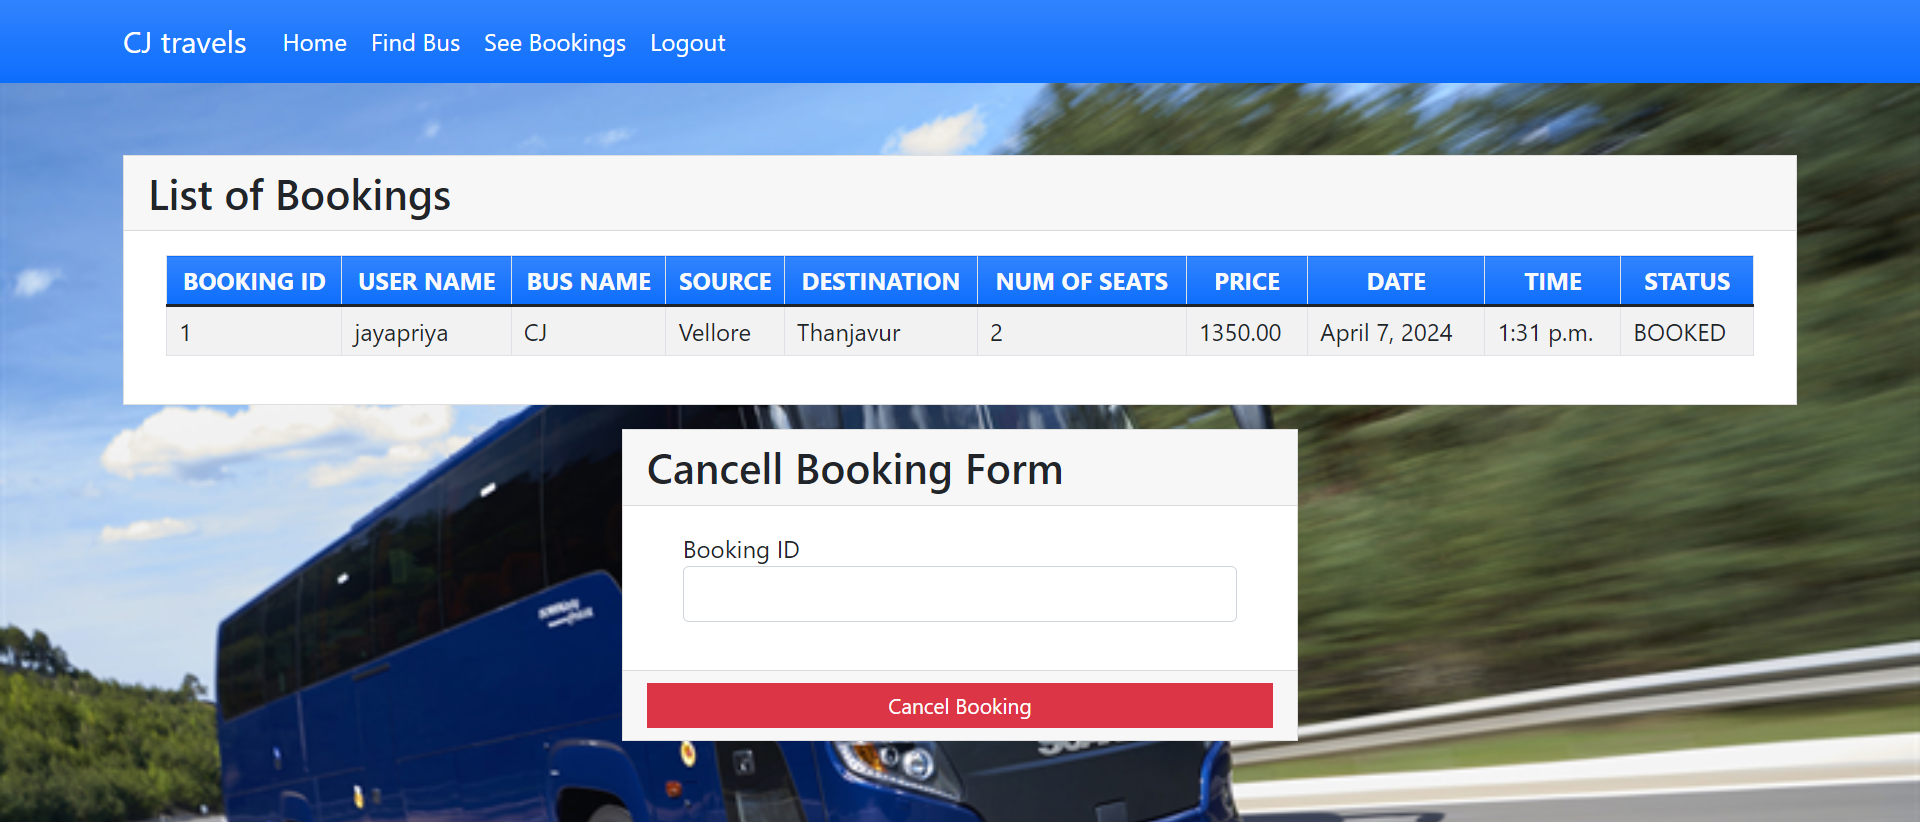 CJ travels Home Find Bus See Bookings Logout
List of Bookings
BOOKING ID USER NAME BUS NAME SOURCE DESTINATION NUM OF SEATS PRICE DATE TIME STATUS
1 jayapriya CJ Vellore Thanjavur 2 1350.00 April 7, 2024 1:31 p.m. BOOKED
Cancell Booking Form
Booking ID
Cancel Booking